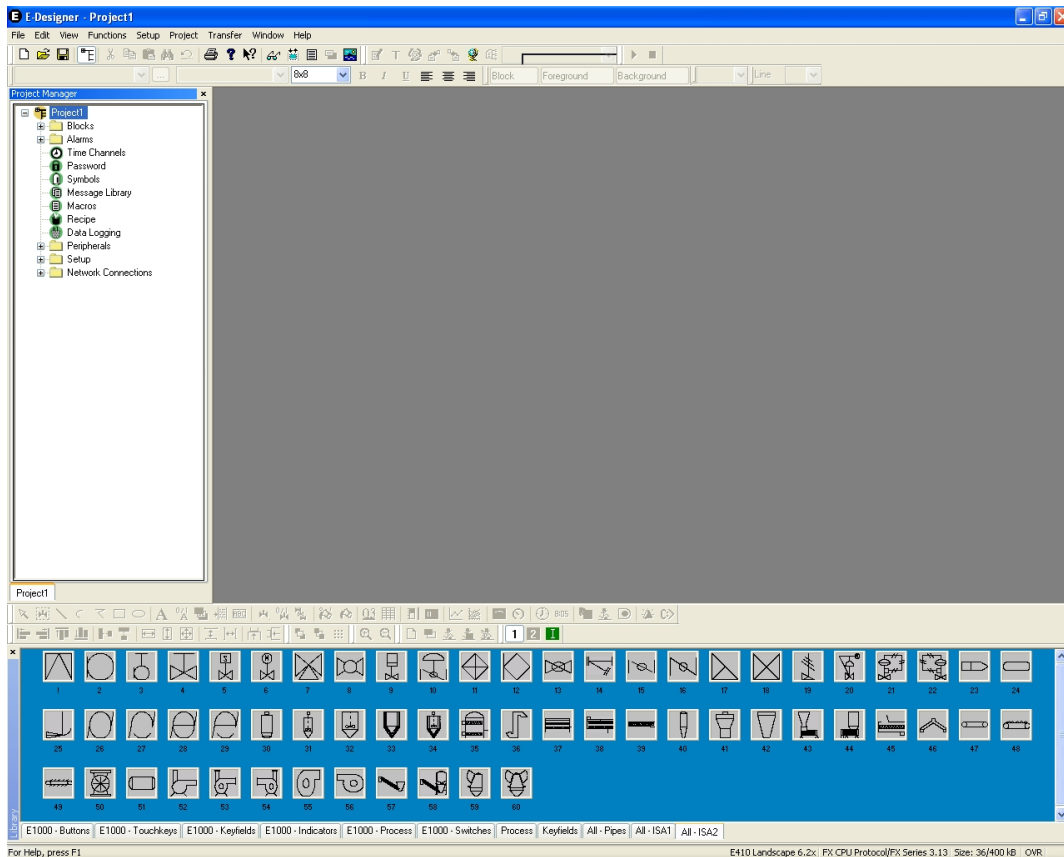 E-Designer - Project1
File Edit View Functions Setup Project Transfer Window Help
8x8 B I U Block Foreground Background Line
Project Manager
Project1
Blocks
Alarms
Time Channels
Password
Symbols
Message Library
Macros
Recipe
Data Logging
Peripherals
Setup
Network Connections
Project1
1 2 I
1 2 3 4 5 6 7 8 9 10 11 12 13 14 15 16 17 18 19 20 21 22 23 24
25 26 27 28 29 30 31 32 33 34 35 36 37 38 39 40 41 42 43 44 45 46 47 48
49 50 51 52 53 54 55 56 57 58 59 60
Library
E1000 - Buttons E1000 - Touchkeys E1000 - Keyfields E1000 - Indicators E1000 - Process E1000 - Switches Process Keyfields All - Pipes All - ISA1 All - ISA2
For Help, press F1 E410 Landscape 6.2x FX CPU Protocol/FX Series 3.13 Size: 36/400 kB OVR